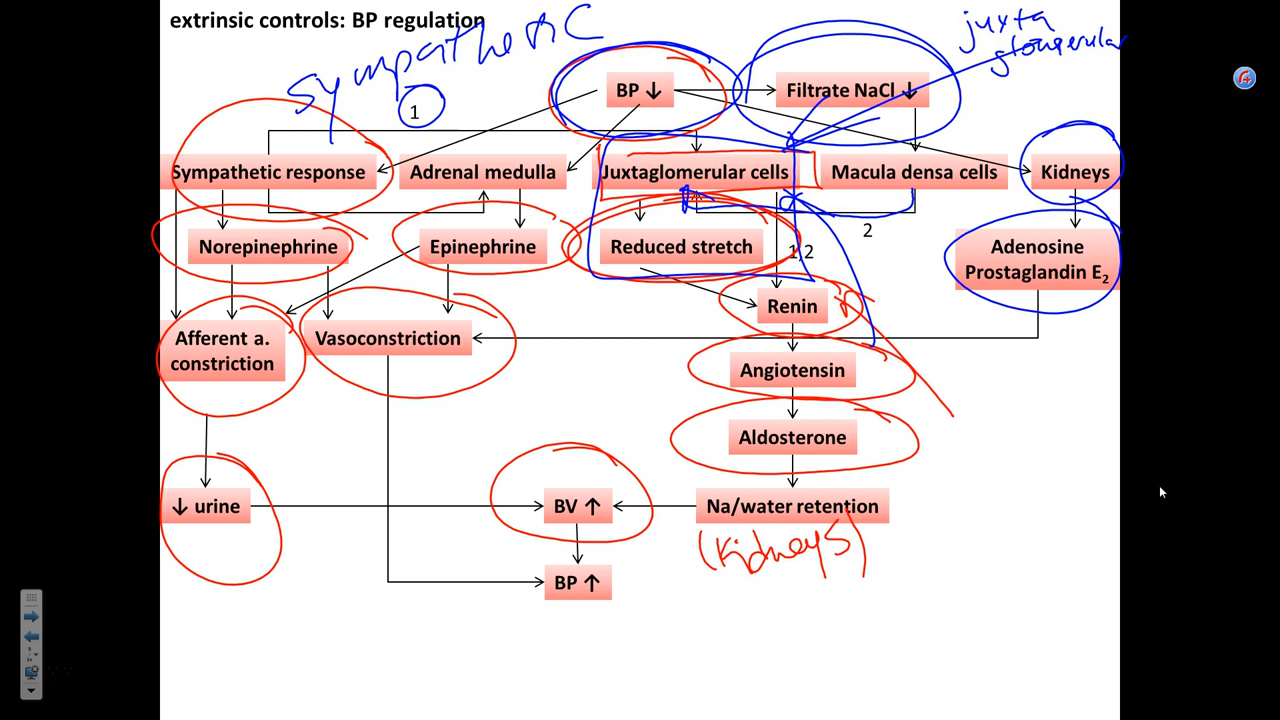 extrinsic controls: BP regulation
sympathetic
juxta
glomerular
BP ↓
Filtrate NaCl ↓
1
Sympathetic response
Adrenal medulla
Juxtaglomerular cells
Macula densa cells
Kidneys
2
Norepinephrine
Epinephrine
Reduced stretch
1,2
Adenosine
Prostaglandin E₂
Renin
Afferent a.
constriction
Vasoconstriction
Angiotensin
Aldosterone
↓ urine
BV ↑
Na/water retention
(Kidneys)
BP ↑